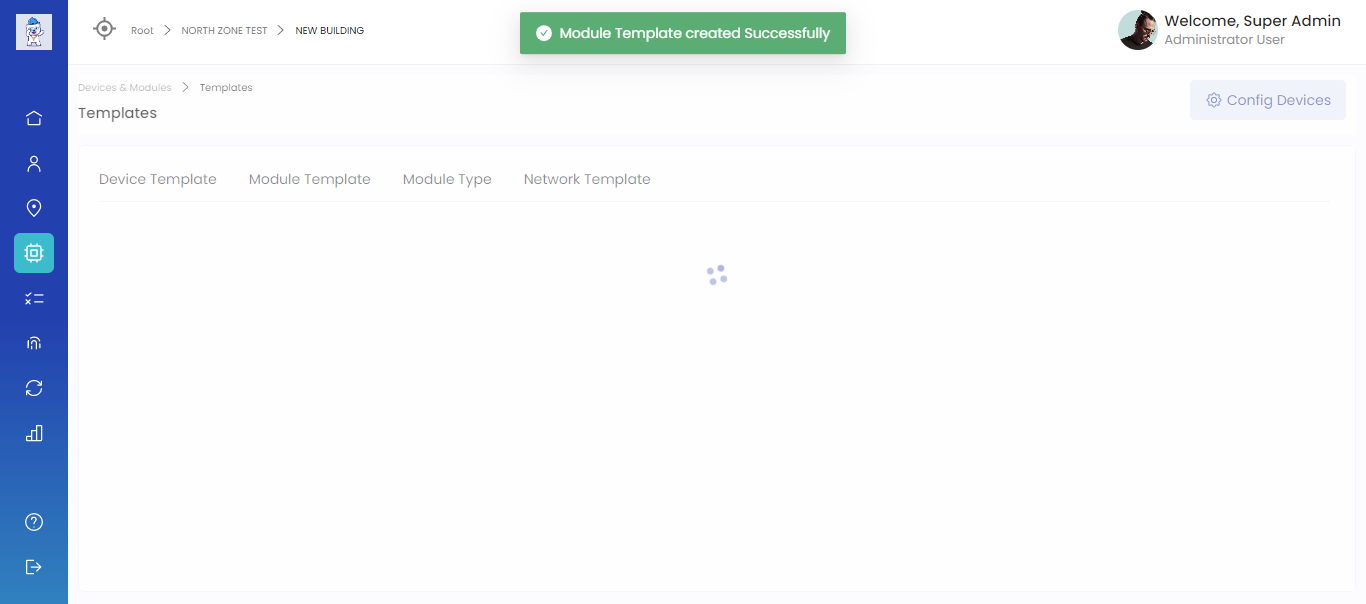 Root > NORTH ZONE TEST > NEW BUILDING
Module Template created Successfully
Welcome, Super Admin
Administrator User
Devices & Modules > Templates
Templates
Config Devices
Device Template Module Template Module Type Network Template